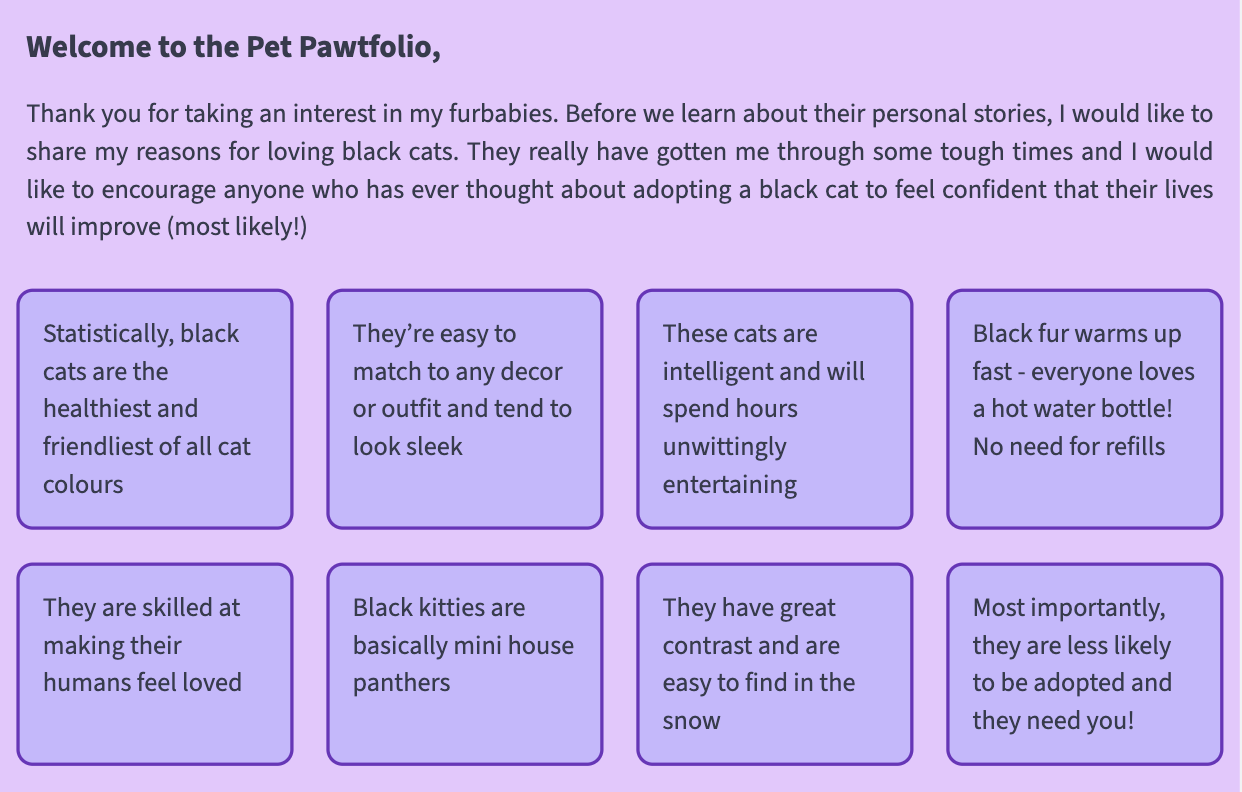 Welcome to the Pet Pawtfolio,
Thank you for taking an interest in my furbabies. Before we learn about their personal stories, I would like to
share my reasons for loving black cats. They really have gotten me through some tough times and I would
like to encourage anyone who has ever thought about adopting a black cat to feel confident that their lives
will improve (most likely!)
Statistically, black
cats are the
healthiest and
friendliest of all cat
colours
They’re easy to
match to any decor
or outfit and tend to
look sleek
These cats are
intelligent and will
spend hours
unwittingly
entertaining
Black fur warms up
fast - everyone loves
a hot water bottle!
No need for refills
They are skilled at
making their
humans feel loved
Black kitties are
basically mini house
panthers
They have great
contrast and are
easy to find in the
snow
Most importantly,
they are less likely
to be adopted and
they need you!